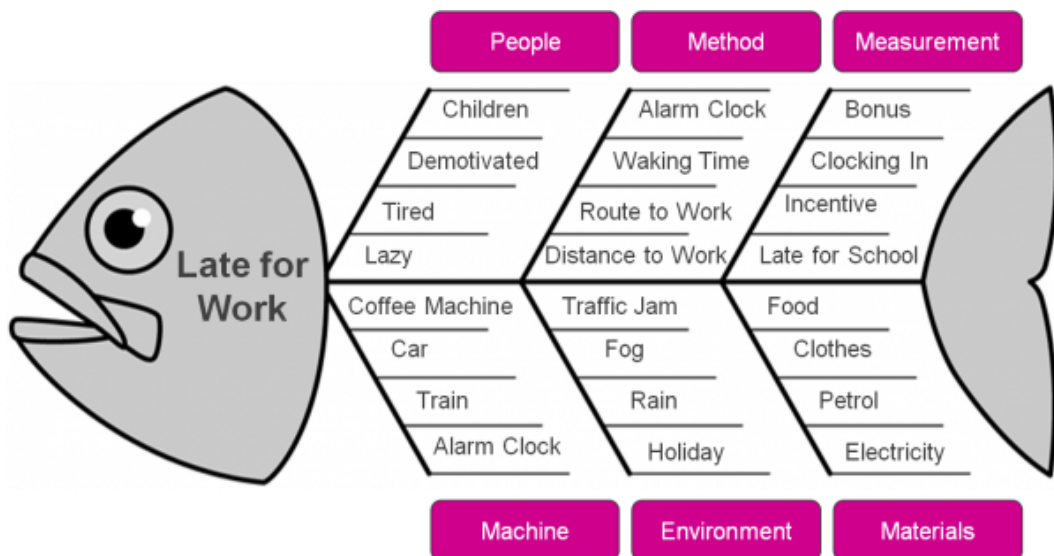 People
Method
Measurement
Children
Alarm Clock
Bonus
Demotivated
Waking Time
Clocking In
Tired
Route to Work
Incentive
Lazy
Distance to Work
Late for School
Late for
Work
Coffee Machine
Traffic Jam
Food
Car
Fog
Clothes
Train
Rain
Petrol
Alarm Clock
Holiday
Electricity
Machine
Environment
Materials